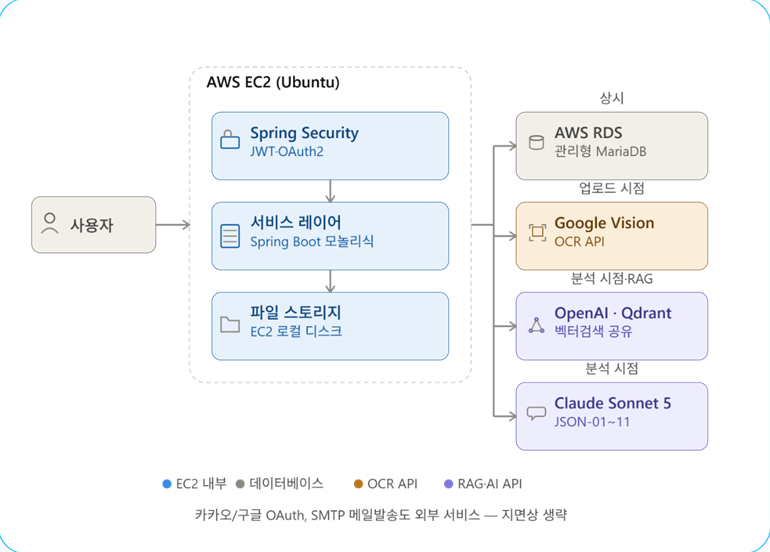 AWS EC2 (Ubuntu)
Spring Security
JWT·OAuth2
사용자
서비스 레이어
Spring Boot 모놀리식
파일 스토리지
EC2 로컬 디스크
상시
AWS RDS
관리형 MariaDB
업로드 시점
Google Vision
OCR API
분석 시점·RAG
OpenAI · Qdrant
벡터검색 공유
분석 시점
Claude Sonnet 5
JSON-01~11
EC2 내부 데이터베이스 OCR API RAG·AI API
카카오/구글 OAuth, SMTP 메일발송도 외부 서비스 — 지면상 생략